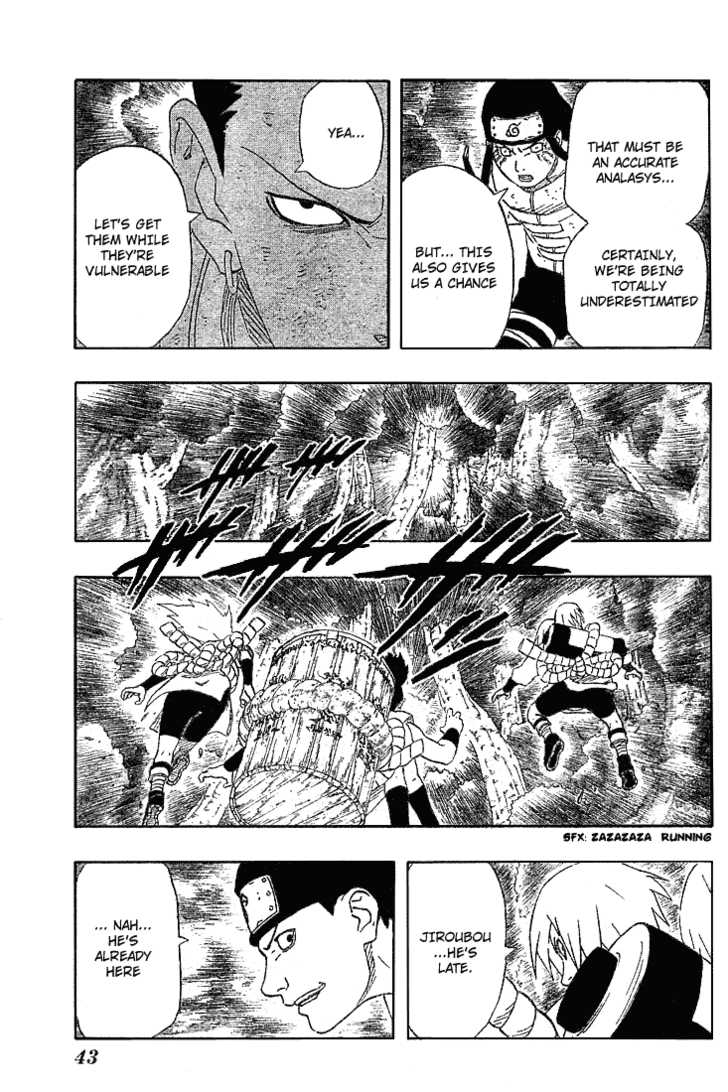 THAT MUST BE
AN ACCURATE
ANALASYS...
CERTAINLY,
WE'RE BEING
TOTALLY
UNDERESTIMATED
BUT... THIS
ALSO GIVES
US A CHANCE
YEA...
LET'S GET
THEM WHILE
THEY'RE
VULNERABLE
SFX: ZAZAZAZA RUNNING
JIROUBOU
...HE'S
LATE.
... NAH...
HE'S
ALREADY
HERE
43